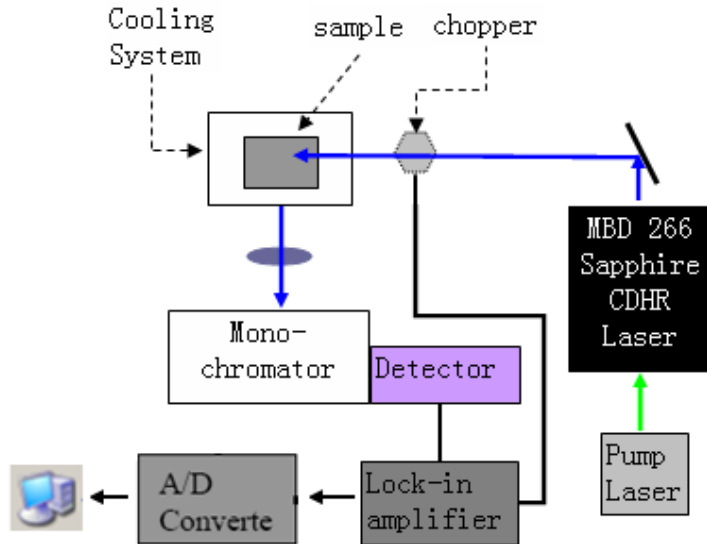 Cooling
System
sample
chopper
MBD 266
Sapphire
CDHR
Laser
Mono-
chromator
Detector
Pump
Laser
A/D
Converte
Lock-in
amplifier